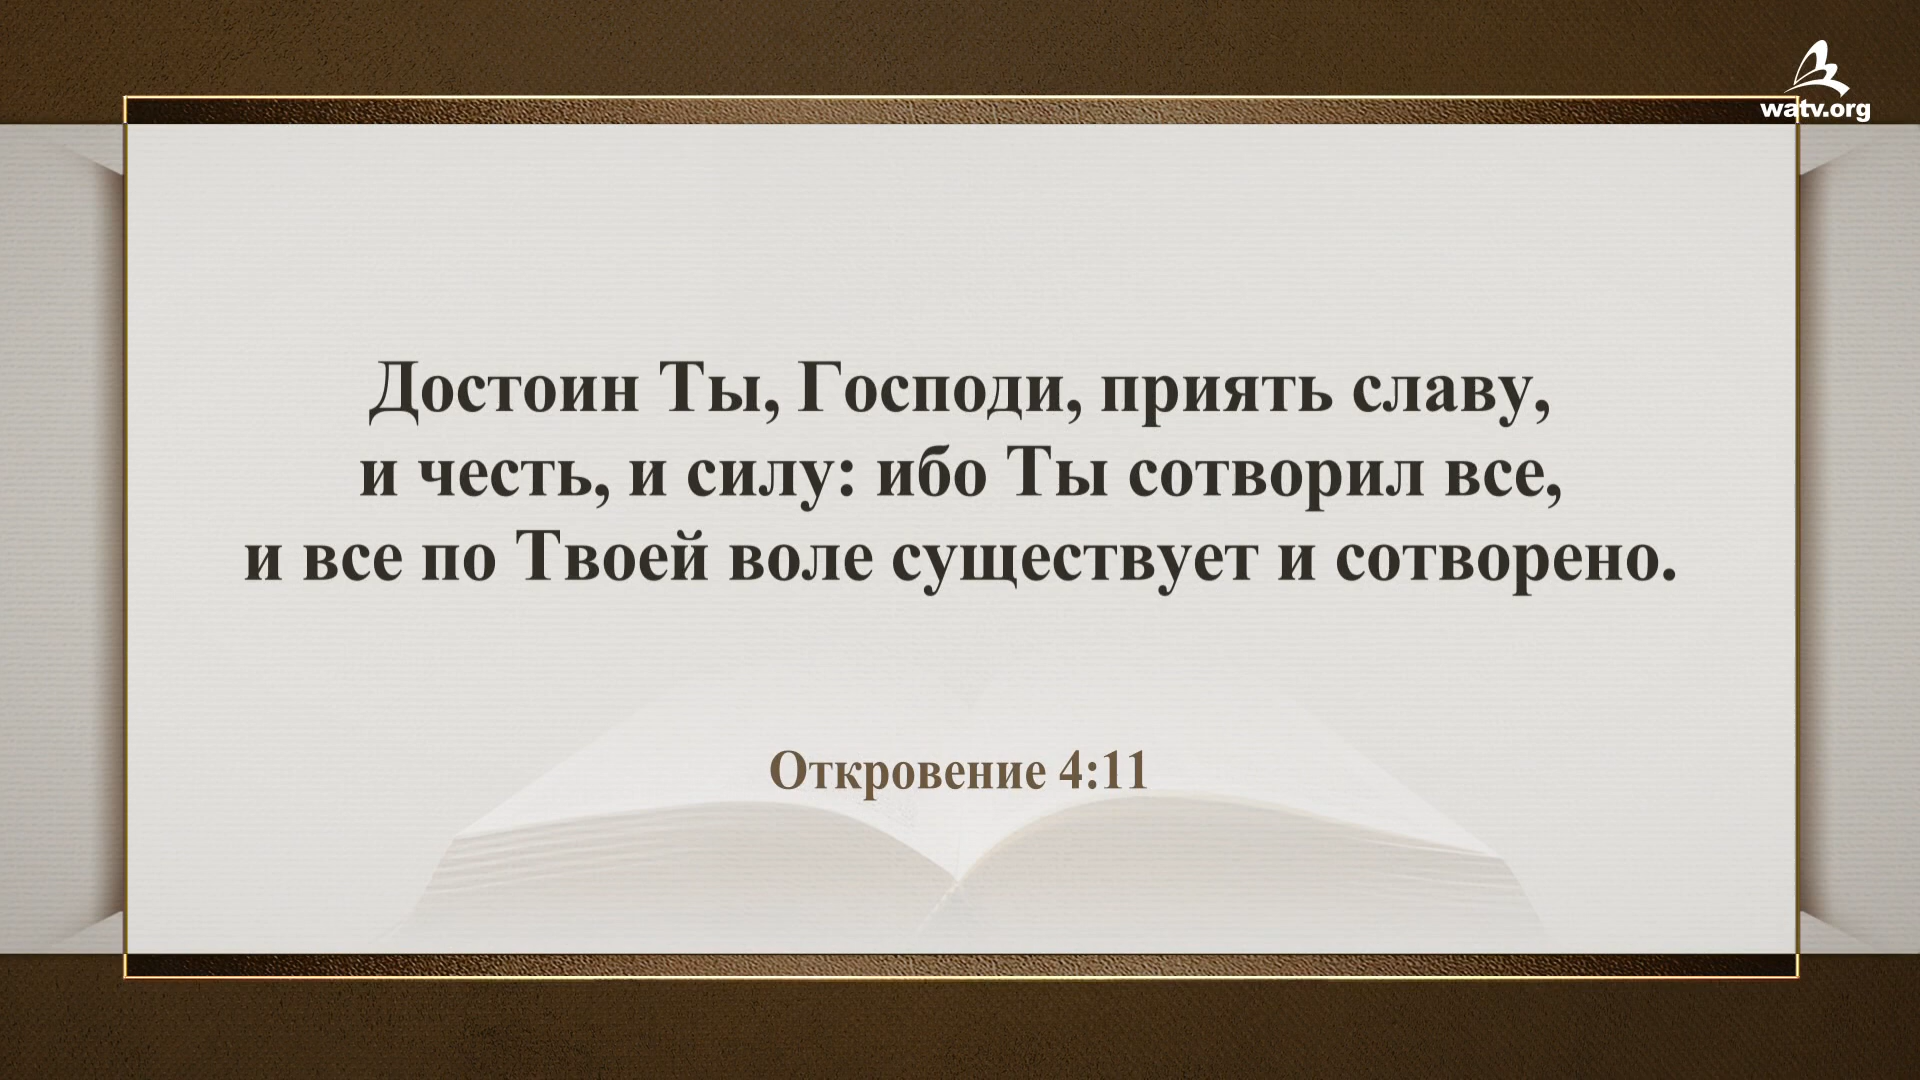 watv.org
Достоин Ты, Господи, приять славу,
и честь, и силу: ибо Ты сотворил все,
и все по Твоей воле существует и сотворено.
Откровение 4:11